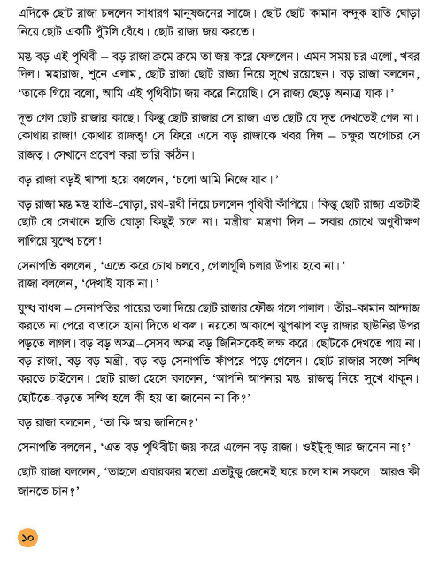 এদিকে ছোট রাজা চললেন সাধারণ মানুষজনের সাজে। ছোট ছোট কামান বন্দুক হাতি ঘোড়া
নিয়ে ছোট একটি পুঁটলি বেঁধে। ছোট রাজ্য জয় করতে।
মস্ত বড় এই পৃথিবী – বড় রাজা ক্রমে ক্রমে তা জয় করে ফেললেন। এমন সময় চর এলো, খবর
দিল। মহারাজ, শুনে এলাম, ছোট রাজা ছোট রাজ্য নিয়ে সুখে রয়েছেন। বড় রাজা বললেন,
‘তাকে গিয়ে বলো, আমি এই পৃথিবীটা জয় করে নিয়েছি। সে রাজ্য ছেড়ে অন্যত্র যাক।’
দূত গেল ছোট রাজার কাছে। কিন্তু ছোট রাজার সে রাজ্য এত ছোট যে দূত দেখতেই পেল না।
কোথায় রাজা! কোথায় রাজত্ব! সে ফিরে এসে বড় রাজাকে খবর দিল – চক্ষুর অগোচর সে
রাজত্ব। সেখানে প্রবেশ করা ভারি কঠিন।
বড় রাজা বড়ই খাপ্পা হয়ে বললেন, ‘চলো আমি নিজে যাব।’
বড় রাজা মস্ত মস্ত হাতি-ঘোড়া, রথ-রথী নিয়ে চললেন পৃথিবী কাঁপিয়ে। কিন্তু ছোট রাজ্য এতটাই
ছোট যে সেখানে হাতি ঘোড়া কিছুই চলে না। মন্ত্রীরা মন্ত্রণা দিল – সবার চোখে অণুবীক্ষণ
লাগিয়ে যুদ্ধে চলো!
সেনাপতি বললেন, ‘এতে করে চোখ চলবে, গোলাগুলি চলার উপায় হবে না।’
রাজা বললেন, ‘দেখাই যাক না।’
যুদ্ধ বাধল – সেনাপতির পায়ের তলা দিয়ে ছোট রাজার ফৌজ গলে পালাল। তীর-কামান আন্দাজ
করতে না পেরে বাতাসে হানা দিতে থাকল। নয়তো আকাশে ঝুপঝাপ বড় রাজার ছাউনির উপর
পড়তে লাগল। বড় বড় অস্ত্র—সেসব অস্ত্র বড় জিনিসকেই লক্ষ করে। ছোটকে দেখতে পায় না।
বড় রাজা, বড় বড় মন্ত্রী, বড় বড় সেনাপতি ফাঁপরে পড়ে গেলেন। ছোট রাজার সঙ্গে সন্ধি
করতে চাইলেন। ছোট রাজা হেসে বললেন, ‘আপনি আপনার মস্ত রাজত্ব নিয়ে সুখে থাকুন।
ছোটতে-বড়তে সন্ধি হলে কী হয় তা জানেন না কি?’
বড় রাজা বললেন, ‘তা কি আর জানিনে?’
সেনাপতি বললেন, ‘এত বড় পৃথিবীটা জয় করে এলেন বড় রাজা। ওইটুকু আর জানেন না?’
ছোট রাজা বললেন, ‘তাহলে এবারকার মতো এতটুকু জেনেই ঘরে চলে যান সকলে। আরও কী
জানতে চান?’
১০